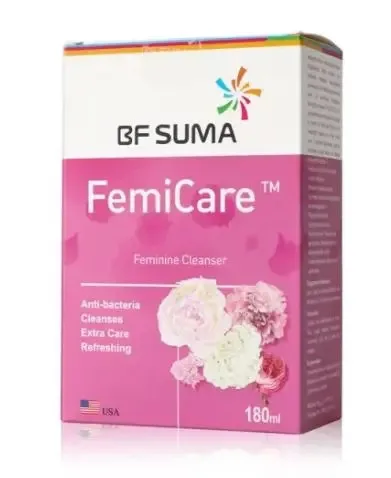 BF SUMA
FemiCare™
Feminine Cleanser
Anti-bacteria
Cleanses
Extra Care
Refreshing
USA
180ml